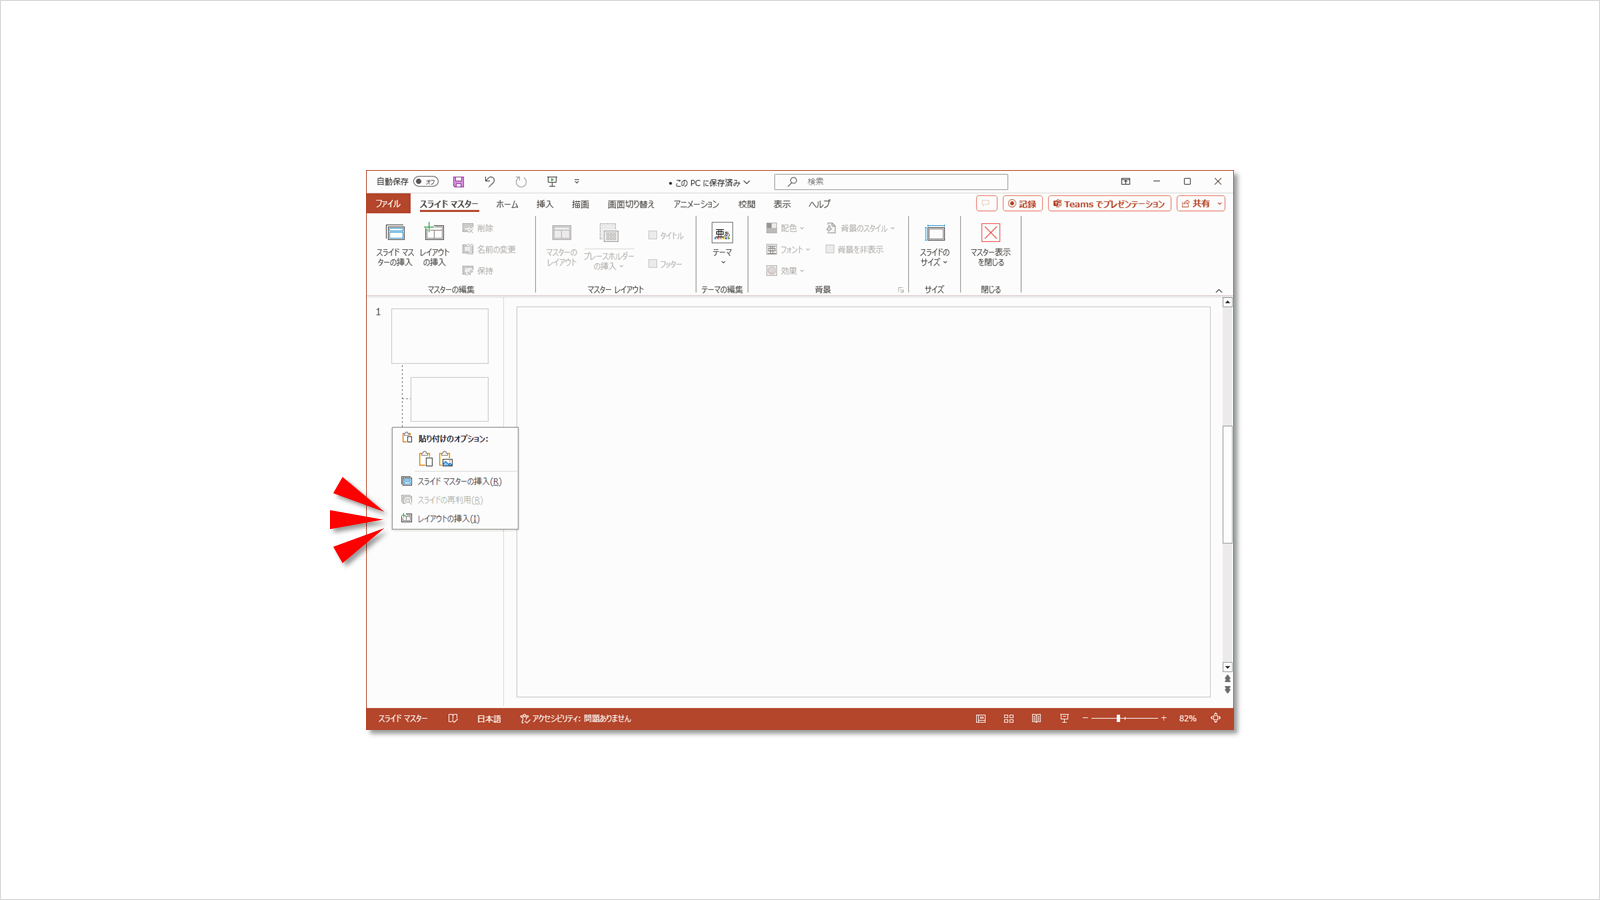 自動保存 オフ
• この PC に保存済み
検索
ファイル スライド マスター ホーム 挿入 描画 画面切り替え アニメーション 校閲 表示 ヘルプ
記録 Teams でプレゼンテーション 共有
スライド マス
ターの挿入
レイアウト
の挿入
削除
名前の変更
保持
マスターの編集
マスターの
レイアウト
プレースホルダー
の挿入
タイトル
フッター
マスター レイアウト
亜あ
テーマ
テーマの編集
配色
フォント
効果
背景のスタイル
背景を非表示
背景
スライドの
サイズ
サイズ
マスター表示
を閉じる
閉じる
1
貼り付けのオプション:
スライド マスターの挿入(R)
スライドの再利用(R)
レイアウトの挿入(I)
スライド マスター 日本語 アクセシビリティ: 問題ありません 82%